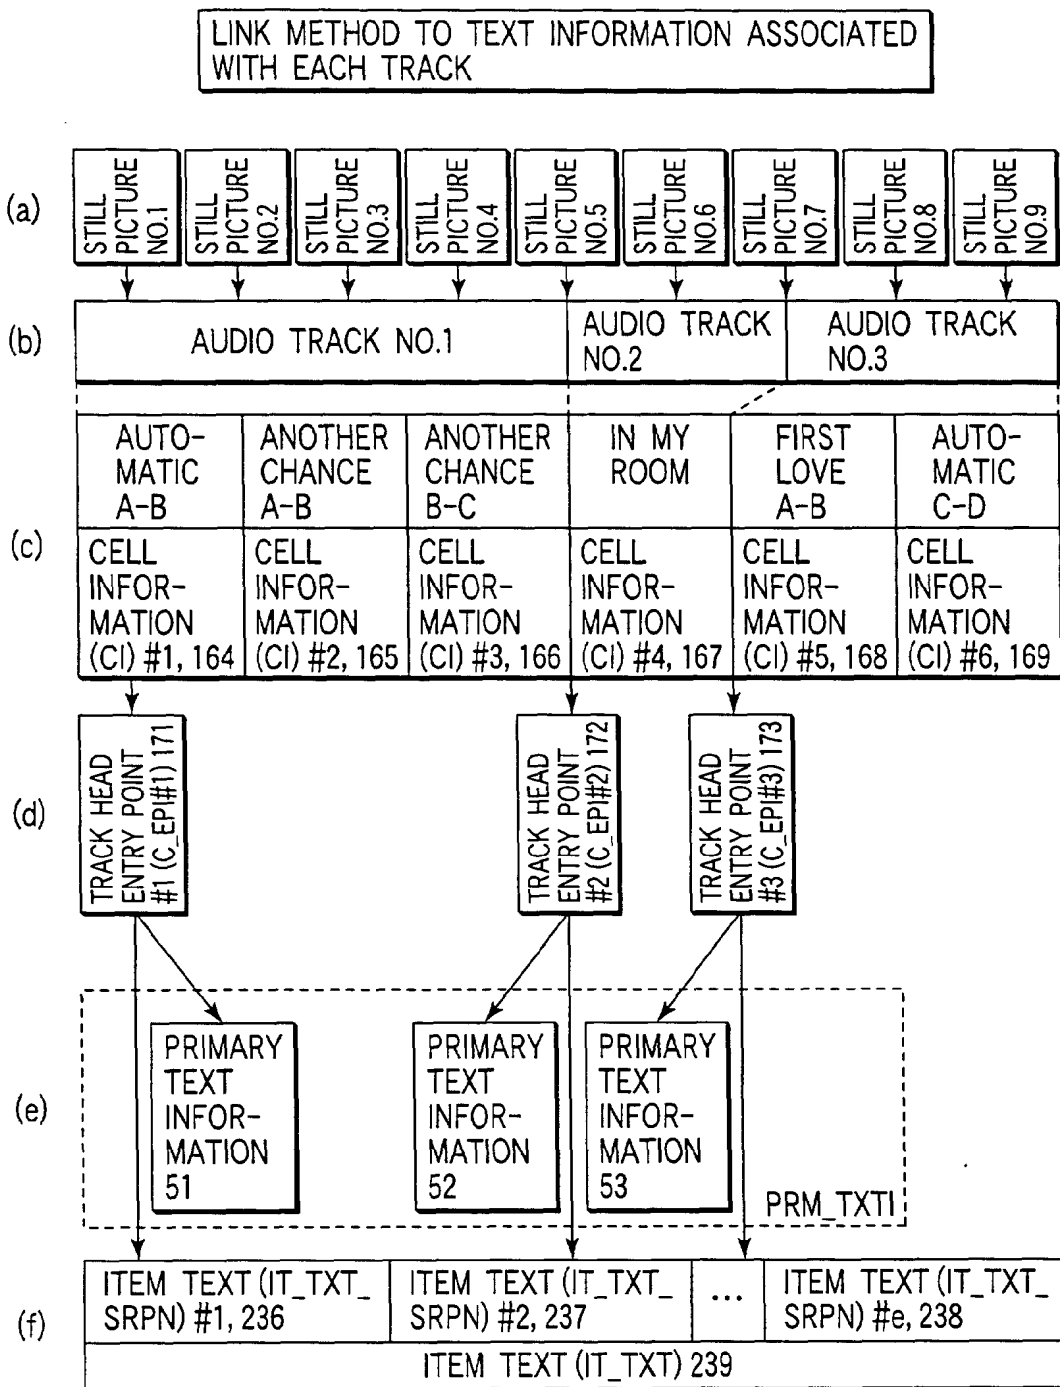 LINK METHOD TO TEXT INFORMATION ASSOCIATED
WITH EACH TRACK
(a)
STILL
PICTURE
NO.1
STILL
PICTURE
NO.2
STILL
PICTURE
NO.3
STILL
PICTURE
NO.4
STILL
PICTURE
NO.5
STILL
PICTURE
NO.6
STILL
PICTURE
NO.7
STILL
PICTURE
NO.8
STILL
PICTURE
NO.9
(b)
AUDIO TRACK NO.1
AUDIO TRACK
NO.2
AUDIO TRACK
NO.3
(c)
AUTO-
MATIC
A-B
ANOTHER
CHANCE
A-B
ANOTHER
CHANCE
B-C
IN MY
ROOM
FIRST
LOVE
A-B
AUTO-
MATIC
C-D
CELL
INFOR-
MATION
(CI) #1, 164
CELL
INFOR-
MATION
(CI) #2, 165
CELL
INFOR-
MATION
(CI) #3, 166
CELL
INFOR-
MATION
(CI) #4, 167
CELL
INFOR-
MATION
(CI) #5, 168
CELL
INFOR-
MATION
(CI) #6, 169
(d)
TRACK HEAD
ENTRY POINT
#1 (C_EPI#1) 171
TRACK HEAD
ENTRY POINT
#2 (C_EPI#2) 172
TRACK HEAD
ENTRY POINT
#3 (C_EPI#3) 173
(e)
PRIMARY
TEXT
INFOR-
MATION
51
PRIMARY
TEXT
INFOR-
MATION
52
PRIMARY
TEXT
INFOR-
MATION
53
PRM_TXTI
(f)
ITEM TEXT (IT_TXT_
SRPN) #1, 236
ITEM TEXT (IT_TXT_
SRPN) #2, 237
...
ITEM TEXT (IT_TXT_
SRPN) #e, 238
ITEM TEXT (IT_TXT) 239